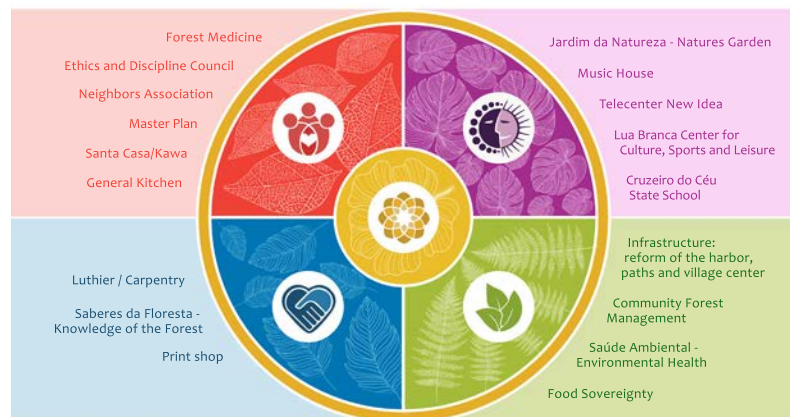 Forest Medicine
Ethics and Discipline Council
Neighbors Association
Master Plan
Santa Casa/Kawa
General Kitchen
Jardim da Natureza - Natures Garden
Music House
Telecenter New Idea
Lua Branca Center for
Culture, Sports and Leisure
Cruzeiro do Céu
State School
Luthier / Carpentry
Saberes da Floresta -
Knowledge of the Forest
Print shop
Infrastructure:
reform of the harbor,
paths and village center
Community Forest
Management
Saúde Ambiental -
Environmental Health
Food Sovereignty